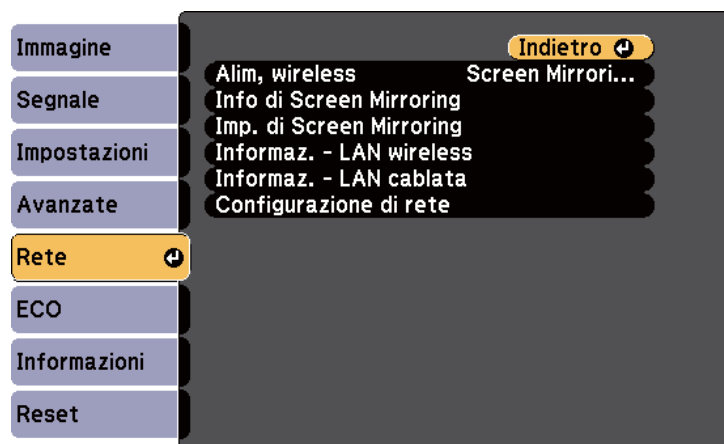 Immagine
Segnale
Impostazioni
Avanzate
Rete
ECO
Informazioni
Reset
Indietro
Alim, wireless Screen Mirrori...
Info di Screen Mirroring
Imp. di Screen Mirroring
Informaz. - LAN wireless
Informaz. - LAN cablata
Configurazione di rete